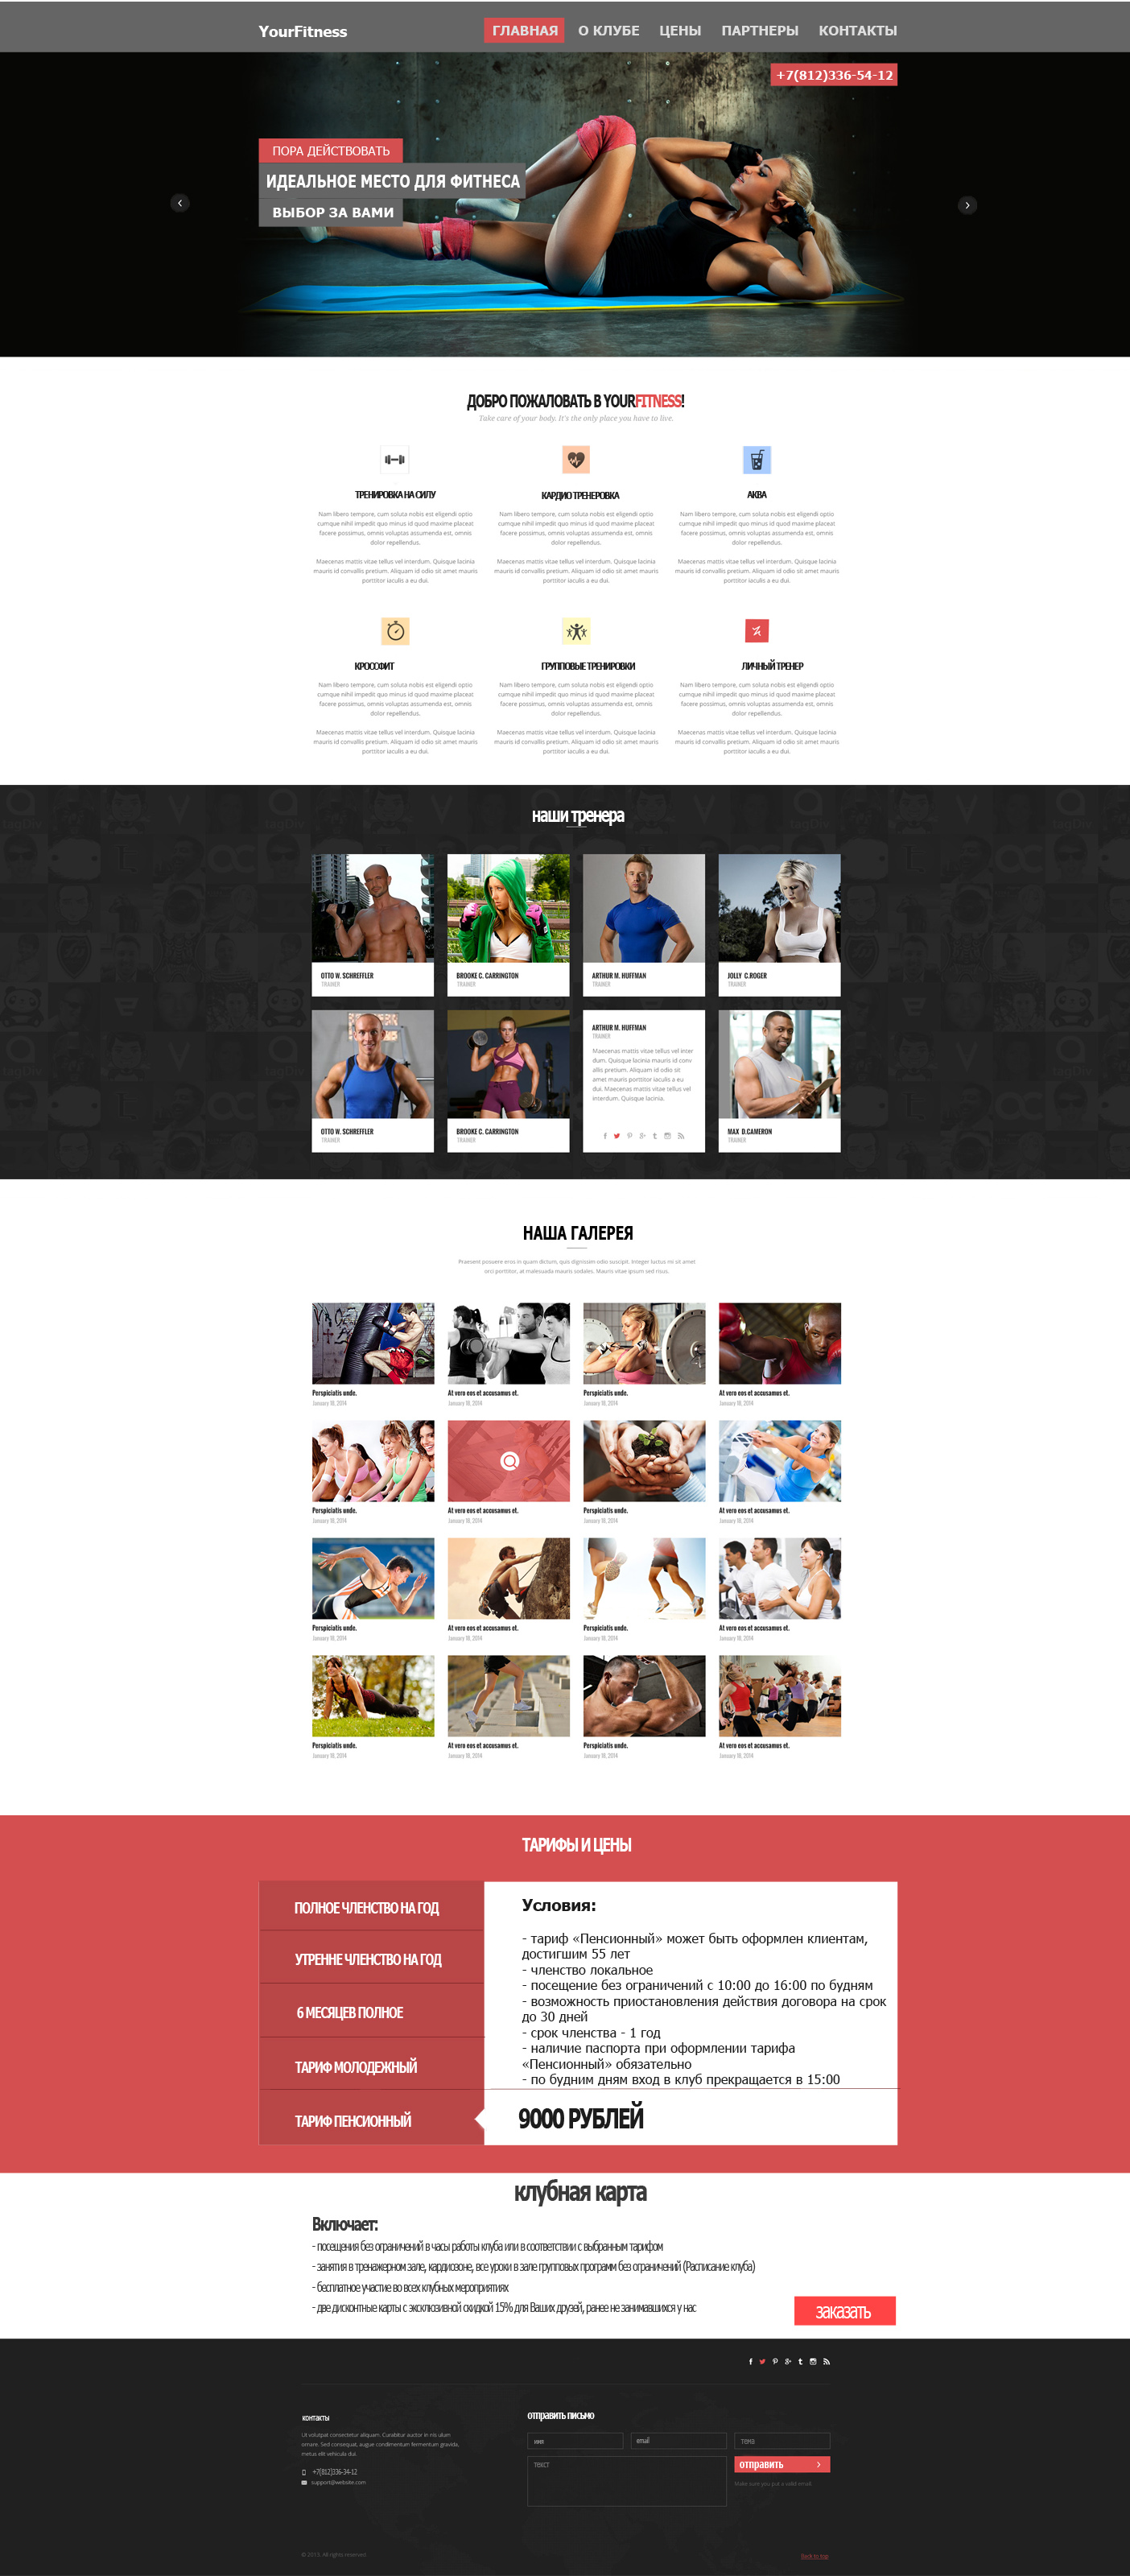 YourFitness
ГЛАВНАЯ О КЛУБЕ ЦЕНЫ ПАРТНЕРЫ КОНТАКТЫ
+7(812)336-54-12
ПОРА ДЕЙСТВОВАТЬ
ИДЕАЛЬНОЕ МЕСТО ДЛЯ ФИТНЕСА
ВЫБОР ЗА ВАМИ
ДОБРО ПОЖАЛОВАТЬ В YOURFITNESS!
Take care of your body. It's the only place you have to live.
ТРЕНИРОВКА НА СИЛУ
Nam libero tempore, cum soluta nobis est eligendi optio
cumque nihil impedit quo minus id quod maxime placeat
facere possimus, omnis voluptas assumenda est, omnis
dolor repellendus.
Maecenas mattis vitae tellus vel interdum. Quisque lacinia
mauris id convallis pretium. Aliquam id odio sit amet mauris
porttitor iaculis a eu dui.
КАРДИО ТРЕНЕРОВКА
Nam libero tempore, cum soluta nobis est eligendi optio
cumque nihil impedit quo minus id quod maxime placeat
facere possimus, omnis voluptas assumenda est, omnis
dolor repellendus.
Maecenas mattis vitae tellus vel interdum. Quisque lacinia
mauris id convallis pretium. Aliquam id odio sit amet mauris
porttitor iaculis a eu dui.
АКВА
Nam libero tempore, cum soluta nobis est eligendi optio
cumque nihil impedit quo minus id quod maxime placeat
facere possimus, omnis voluptas assumenda est, omnis
dolor repellendus.
Maecenas mattis vitae tellus vel interdum. Quisque lacinia
mauris id convallis pretium. Aliquam id odio sit amet mauris
porttitor iaculis a eu dui.
КРОССФИТ
Nam libero tempore, cum soluta nobis est eligendi optio
cumque nihil impedit quo minus id quod maxime placeat
facere possimus, omnis voluptas assumenda est, omnis
dolor repellendus.
Maecenas mattis vitae tellus vel interdum. Quisque lacinia
mauris id convallis pretium. Aliquam id odio sit amet mauris
porttitor iaculis a eu dui.
ГРУППОВЫЕ ТРЕНИРОВКИ
Nam libero tempore, cum soluta nobis est eligendi optio
cumque nihil impedit quo minus id quod maxime placeat
facere possimus, omnis voluptas assumenda est, omnis
dolor repellendus.
Maecenas mattis vitae tellus vel interdum. Quisque lacinia
mauris id convallis pretium. Aliquam id odio sit amet mauris
porttitor iaculis a eu dui.
ЛИЧНЫЙ ТРЕНЕР
Nam libero tempore, cum soluta nobis est eligendi optio
cumque nihil impedit quo minus id quod maxime placeat
facere possimus, omnis voluptas assumenda est, omnis
dolor repellendus.
Maecenas mattis vitae tellus vel interdum. Quisque lacinia
mauris id convallis pretium. Aliquam id odio sit amet mauris
porttitor iaculis a eu dui.
наши тренера
OTTO W. SCHREFFLER
TRAINER
BROOKE C. CARRINGTON
TRAINER
ARTHUR M. HUFFMAN
TRAINER
JOLLY C.ROGER
TRAINER
OTTO W. SCHREFFLER
TRAINER
BROOKE C. CARRINGTON
TRAINER
ARTHUR M. HUFFMAN
TRAINER
Maecenas mattis vitae tellus vel inter
dum. Quisque lacinia mauris id conv
allis pretium. Aliquam id odio sit
amet mauris porttitor iaculis a eu
dui. Maecenas mattis vitae tellus vel
interdum. Quisque lacinia.
MAX D.CAMERON
TRAINER
НАША ГАЛЕРЕЯ
Praesent posuere eros in quam dictum, quis dignissim odio suscipit. Integer luctus mi sit amet
orci porttitor, at malesuada mauris sodales. Mauris vitae ipsum sed risus.
Perspiciatis unde.
January 18, 2014
At vero eos et accusamus et.
January 18, 2014
Perspiciatis unde.
January 18, 2014
At vero eos et accusamus et.
January 18, 2014
Perspiciatis unde.
January 18, 2014
At vero eos et accusamus et.
January 18, 2014
Perspiciatis unde.
January 18, 2014
At vero eos et accusamus et.
January 18, 2014
Perspiciatis unde.
January 18, 2014
At vero eos et accusamus et.
January 18, 2014
Perspiciatis unde.
January 18, 2014
At vero eos et accusamus et.
January 18, 2014
Perspiciatis unde.
January 18, 2014
At vero eos et accusamus et.
January 18, 2014
Perspiciatis unde.
January 18, 2014
At vero eos et accusamus et.
January 18, 2014
ТАРИФЫ И ЦЕНЫ
ПОЛНОЕ ЧЛЕНСТВО НА ГОД
УТРЕННЕ ЧЛЕНСТВО НА ГОД
6 МЕСЯЦЕВ ПОЛНОЕ
ТАРИФ МОЛОДЕЖНЫЙ
ТАРИФ ПЕНСИОННЫЙ
Условия:
- тариф «Пенсионный» может быть оформлен клиентам,
достигшим 55 лет
- членство локальное
- посещение без ограничений с 10:00 до 16:00 по будням
- возможность приостановления действия договора на срок
до 30 дней
- срок членства - 1 год
- наличие паспорта при оформлении тарифа
«Пенсионный» обязательно
- по будним дням вход в клуб прекращается в 15:00
9000 РУБЛЕЙ
клубная карта
Включает:
- посещения без ограничений в часы работы клуба или в соответствии с выбранным тарифом
- занятия в тренажерном зале, кардиозоне, все уроки в зале групповых программ без ограничений (Расписание клуба)
- бесплатное участие во всех клубных мероприятиях
- две дисконтные карты с эксклюзивной скидкой 15% для Ваших друзей, ранее не занимавшихся у нас
заказать
контакты
Ut volutpat consectetur aliquam. Curabitur auctor in nis ulum
ornare. Sed consequat, augue condimentum fermentum gravida,
metus elit vehicula dui.
+7(812)336-34-12
support@website.com
отправить письмо
имя
email
тема
текст
отправить
Make sure you put a valid email.
© 2013. All rights reserved
Back to top